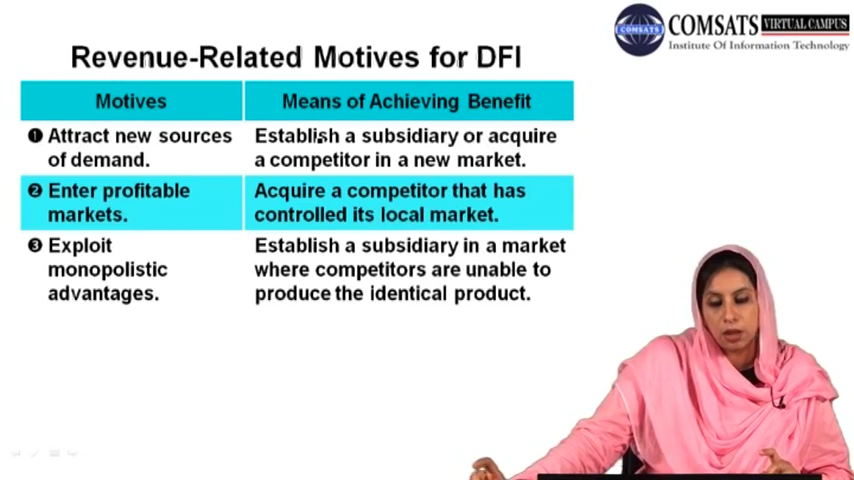 COMSATS VIRTUAL CAMPUS
Institute Of Information Technology
Revenue-Related Motives for DFI
Motives
Means of Achieving Benefit
❶ Attract new sources
of demand.
Establish a subsidiary or acquire
a competitor in a new market.
❷ Enter profitable
markets.
Acquire a competitor that has
controlled its local market.
❸ Exploit
monopolistic
advantages.
Establish a subsidiary in a market
where competitors are unable to
produce the identical product.